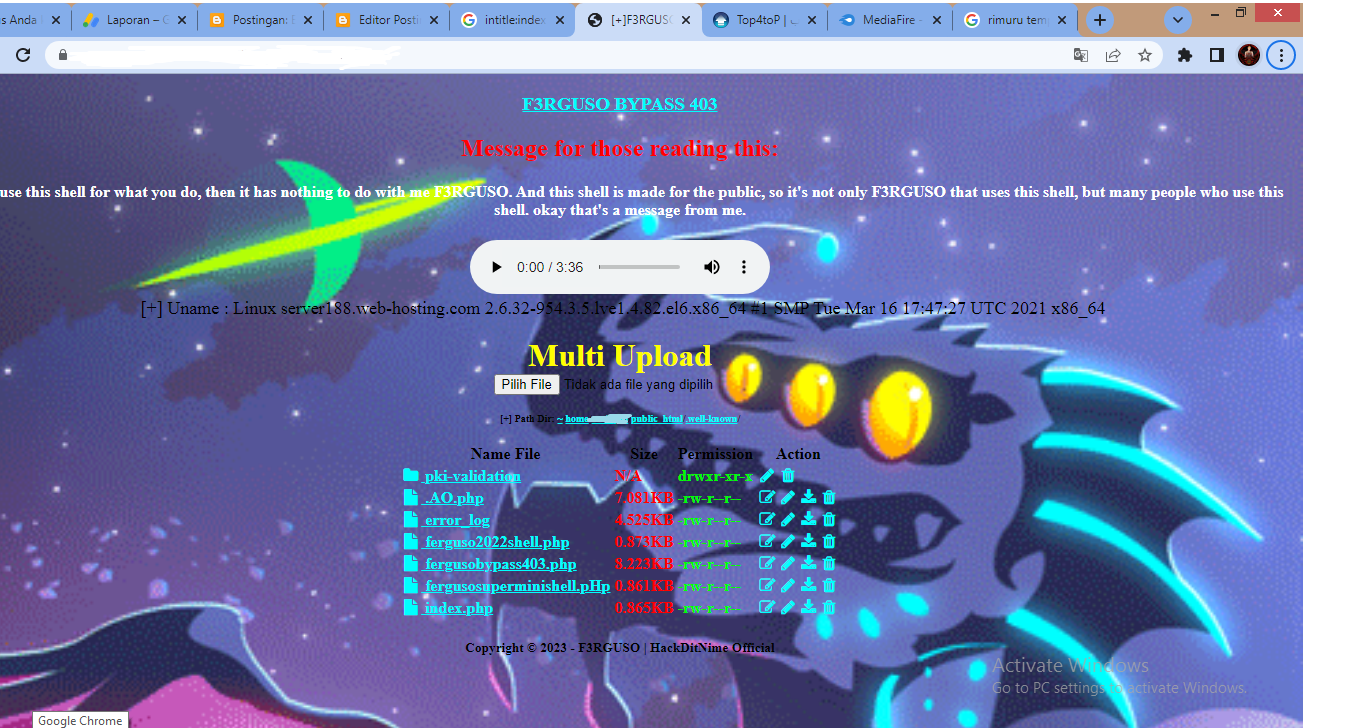 s Anda
Laporan – G
Postingan: E
Editor Posti
intitle:index
[+]F3RGUSO
Top4toP |
MediaFire -
rimuru tem
F3RGUSO BYPASS 403
Message for those reading this:
use this shell for what you do, then it has nothing to do with me F3RGUSO. And this shell is made for the public, so it's not only F3RGUSO that uses this shell, but many people who use this
shell. okay that's a message from me.
0:00 / 3:36
[+] Uname : Linux server188.web-hosting.com 2.6.32-954.3.5.lve1.4.82.el6.x86_64 #1 SMP Tue Mar 16 17:47:27 UTC 2021 x86_64
Multi Upload
Pilih File Tidak ada file yang dipilih
[+] Path Dir: ~ home public_html .well-known/
Name File Size Permission Action
pki-validation N/A drwxr-xr-x
.AO.php 7.081KB -rw-r--r--
error_log 4.525KB -rw-r--r--
ferguso2022shell.php 0.873KB -rw-r--r--
fergusobypass403.php 8.223KB -rw-r--r--
fergusosuperminishell.pHp 0.861KB -rw-r--r--
index.php 0.865KB -rw-r--r--
Copyright © 2023 - F3RGUSO | HackDitNime Official
Activate Windows
Go to PC settings to activate Windows.
Google Chrome